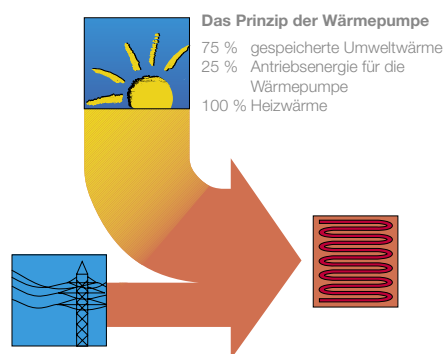 Das Prinzip der Wärmepumpe
75 % gespeicherte Umweltwärme
25 % Antriebsenergie für die
Wärmepumpe
100 % Heizwärme